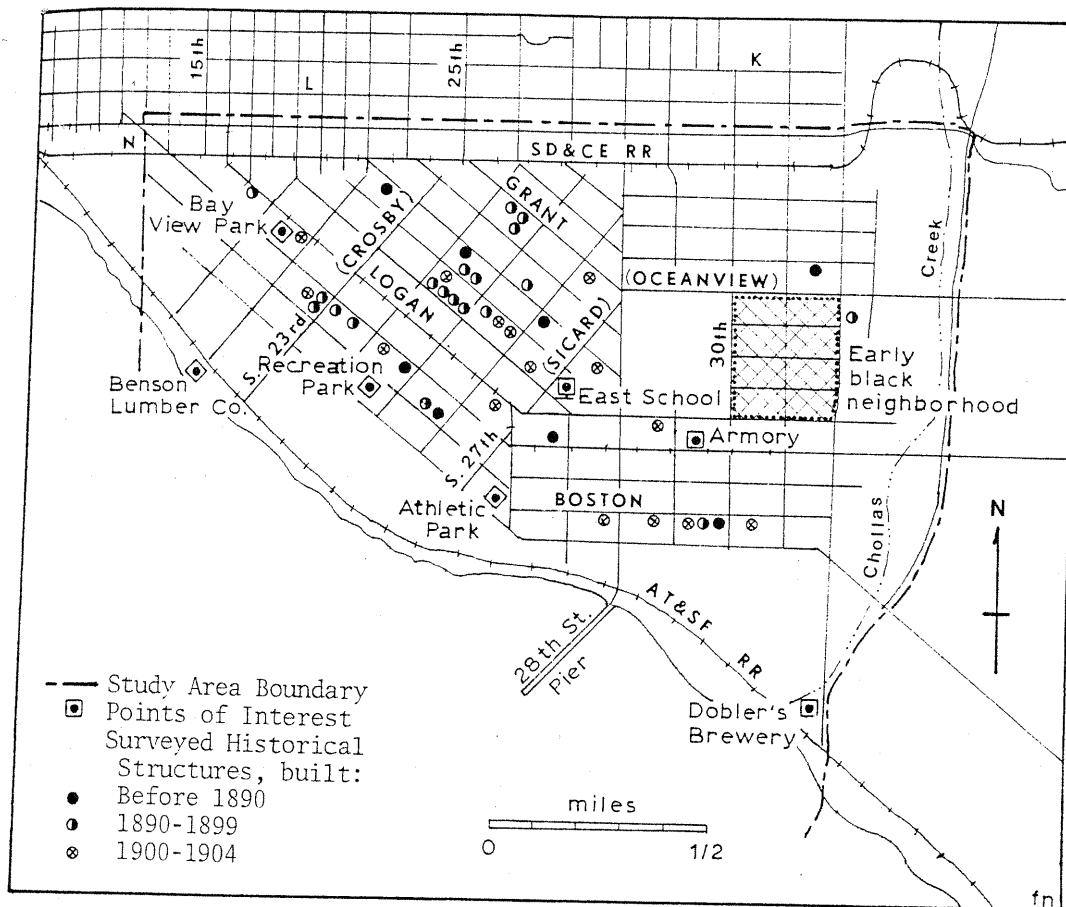 15th
25th
K
L
N
SD&CE RR
GRANT
Bay
View Park
(CROSBY)
LOGAN
(OCEANVIEW)
Creek
(SICARD)
30th
S. 23rd
Recreation
Park
Benson
Lumber Co.
East School
Early
black
neighborhood
Armory
S. 27th
BOSTON
Athletic
Park
Chollas
N
AT&SF RR
28th St.
Pier
Dobler's
Brewery
Study Area Boundary
Points of Interest
Surveyed Historical
Structures, built:
Before 1890
1890-1899
1900-1904
miles
0 1/2
fn